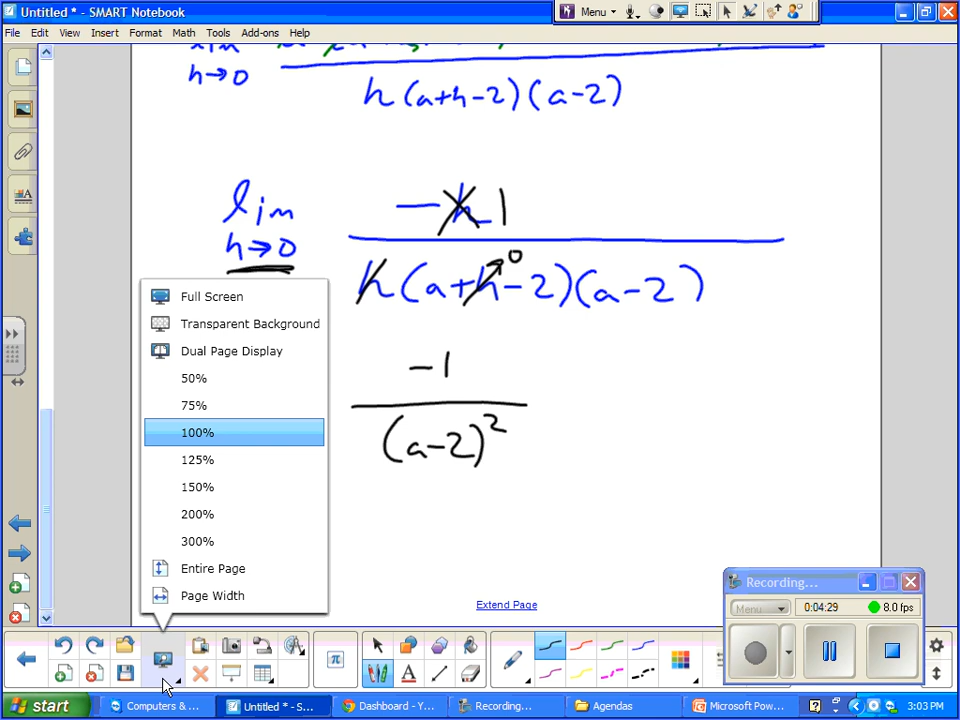 Untitled * - SMART Notebook
Menu
File Edit View Insert Format Math Tools Add-ons Help
lim
h→0
h(a+h-2)(a-2)
lim
h→0
-h 1
h(a+h-2)(a-2)
0
-1
(a-2)²
Full Screen
Transparent Background
Dual Page Display
50%
75%
100%
125%
150%
200%
300%
Entire Page
Page Width
Extend Page
Recording...
Menu
0:04:29
8.0 fps
π
A
start
Computers & ...
Untitled * - S...
Dashboard - Y...
Recording...
Agendas
Microsoft Pow...
3:03 PM